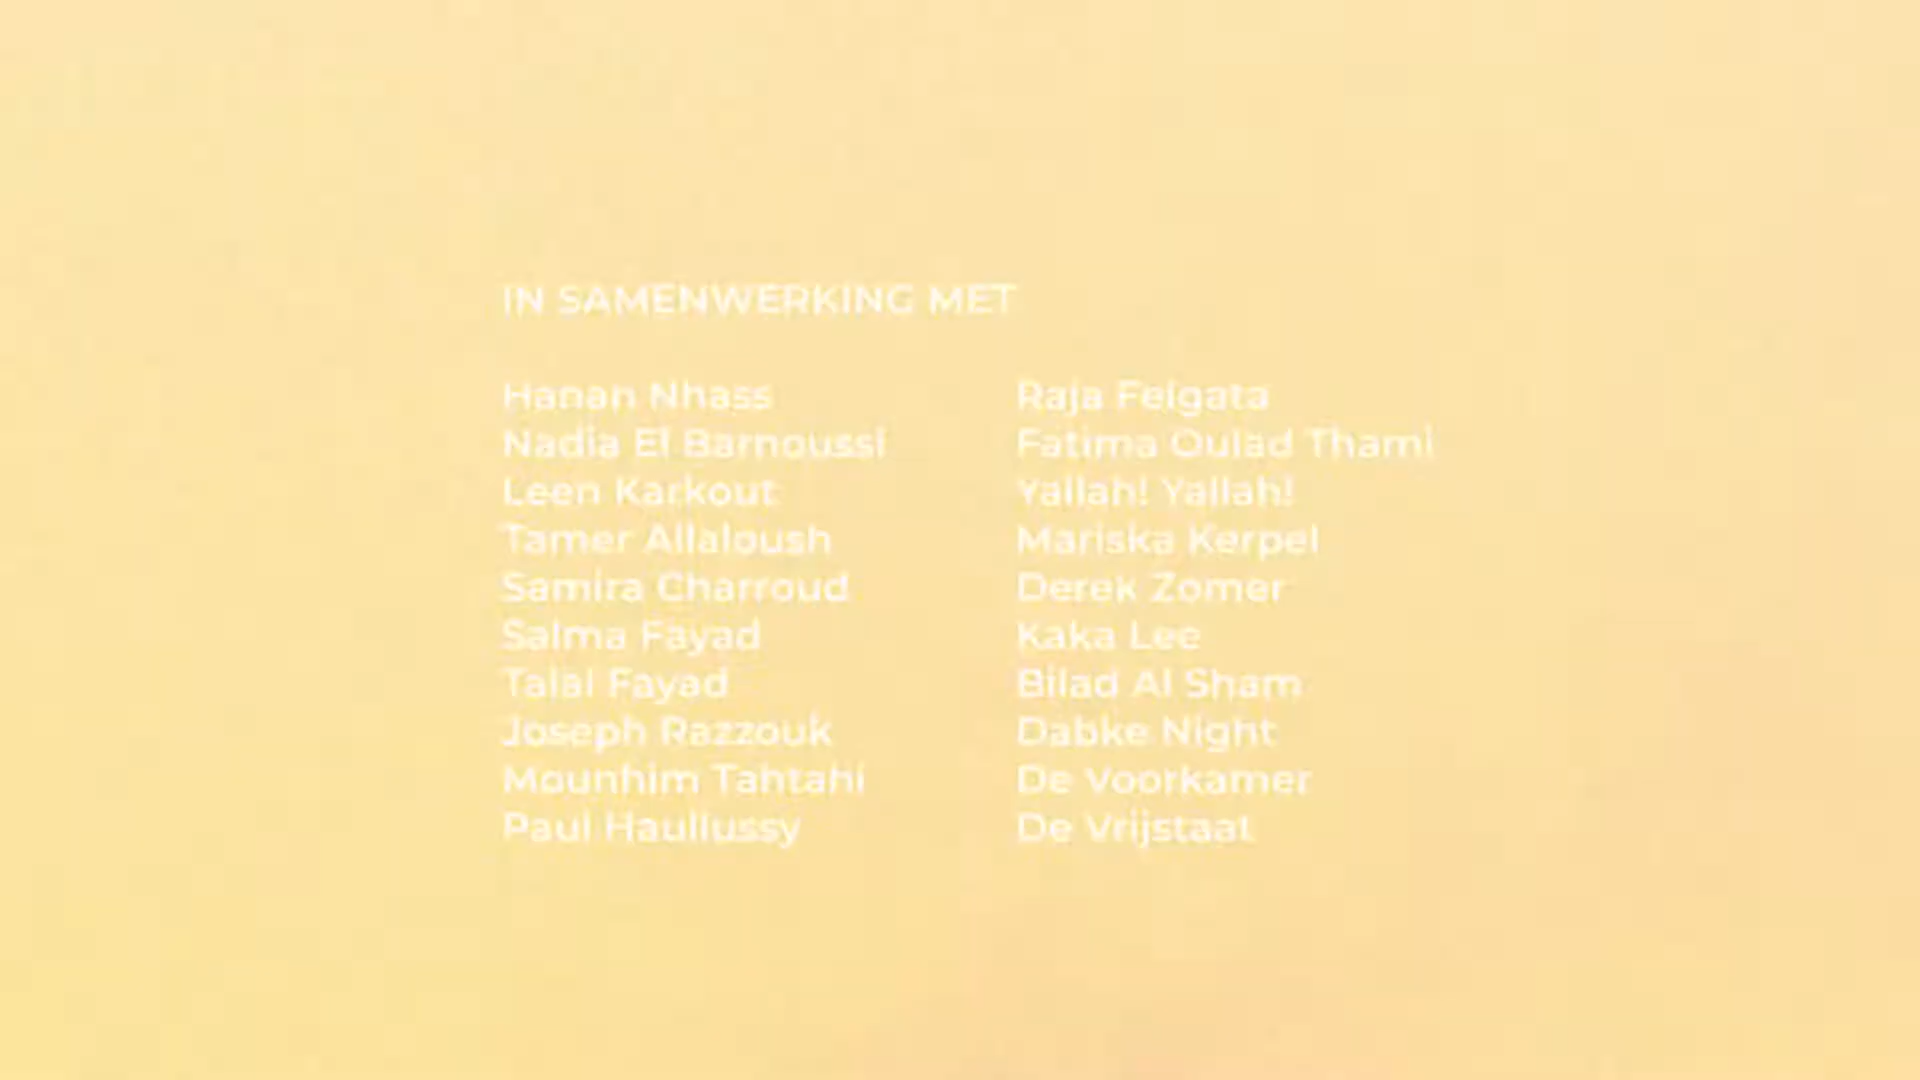 IN SAMENWERKING MET
Hanan Nhass
Nadia El Barnoussi
Leen Karkout
Tamer Allaloush
Samira Charroud
Salma Fayad
Talal Fayad
Joseph Razzouk
Mounhim Tahtahi
Paul Haullussy
Raja Felgata
Fatima Oulad Thami
Yallah! Yallah!
Mariska Kerpel
Derek Zomer
Kaka Lee
Bilad Al Sham
Dabke Night
De Voorkamer
De Vrijstaat